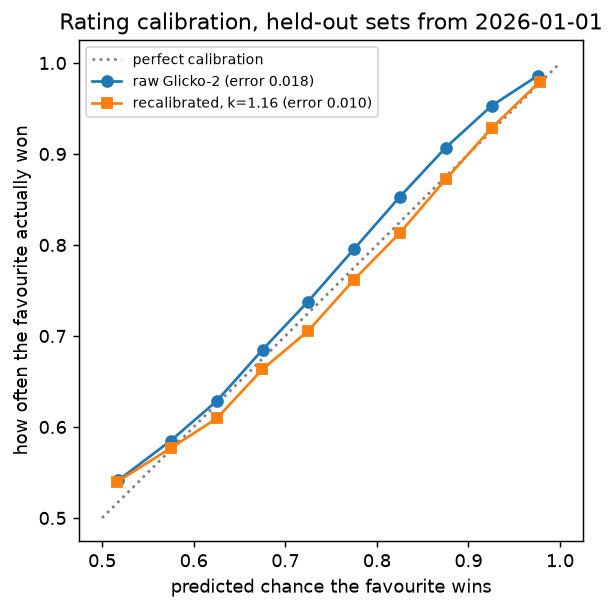 Rating calibration, held-out sets from 2026-01-01
perfect calibration
raw Glicko-2 (error 0.018)
recalibrated, k=1.16 (error 0.010)
how often the favourite actually won
1.0
0.9
0.8
0.7
0.6
0.5
0.5 0.6 0.7 0.8 0.9 1.0
predicted chance the favourite wins